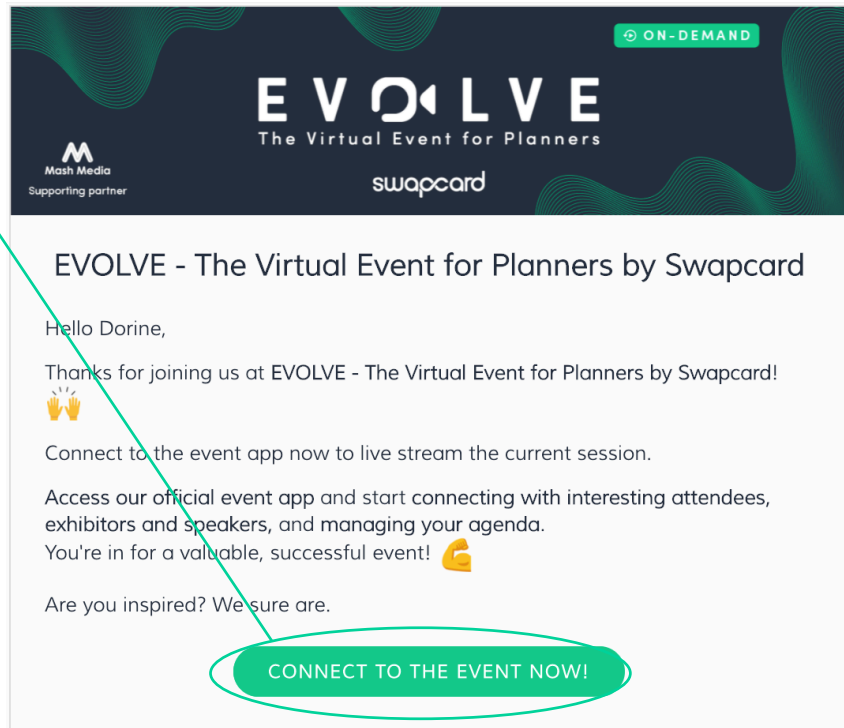 ON-DEMAND
EVOLVE
The Virtual Event for Planners
Mash Media
Supporting partner
swapcard
EVOLVE - The Virtual Event for Planners by Swapcard
Hello Dorine,
Thanks for joining us at EVOLVE - The Virtual Event for Planners by Swapcard!
🙌
Connect to the event app now to live stream the current session.
Access our official event app and start connecting with interesting attendees,
exhibitors and speakers, and managing your agenda.
You're in for a valuable, successful event! 💪
Are you inspired? We sure are.
CONNECT TO THE EVENT NOW!